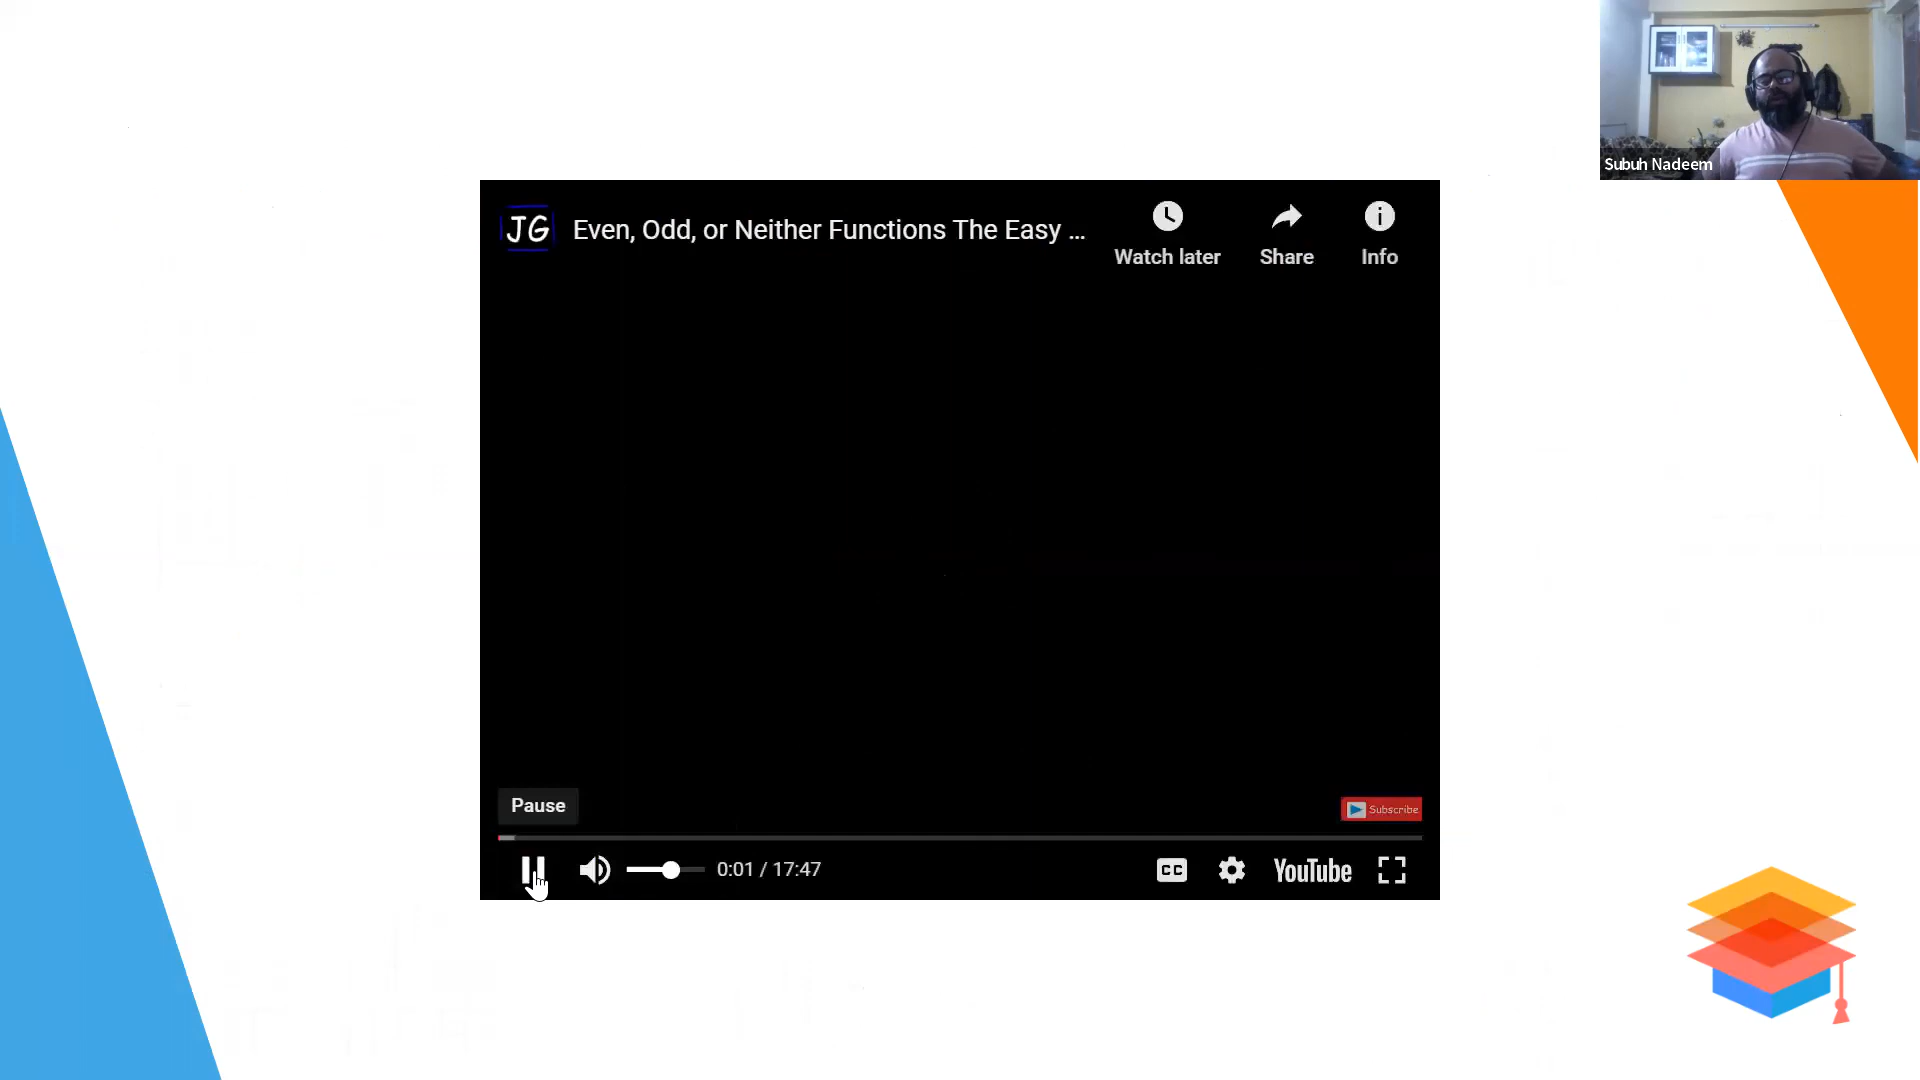 Subuh Nadeem
JG
Even, Odd, or Neither Functions The Easy ...
Watch later
Share
Info
Pause
Subscribe
0:01 / 17:47
CC
YouTube